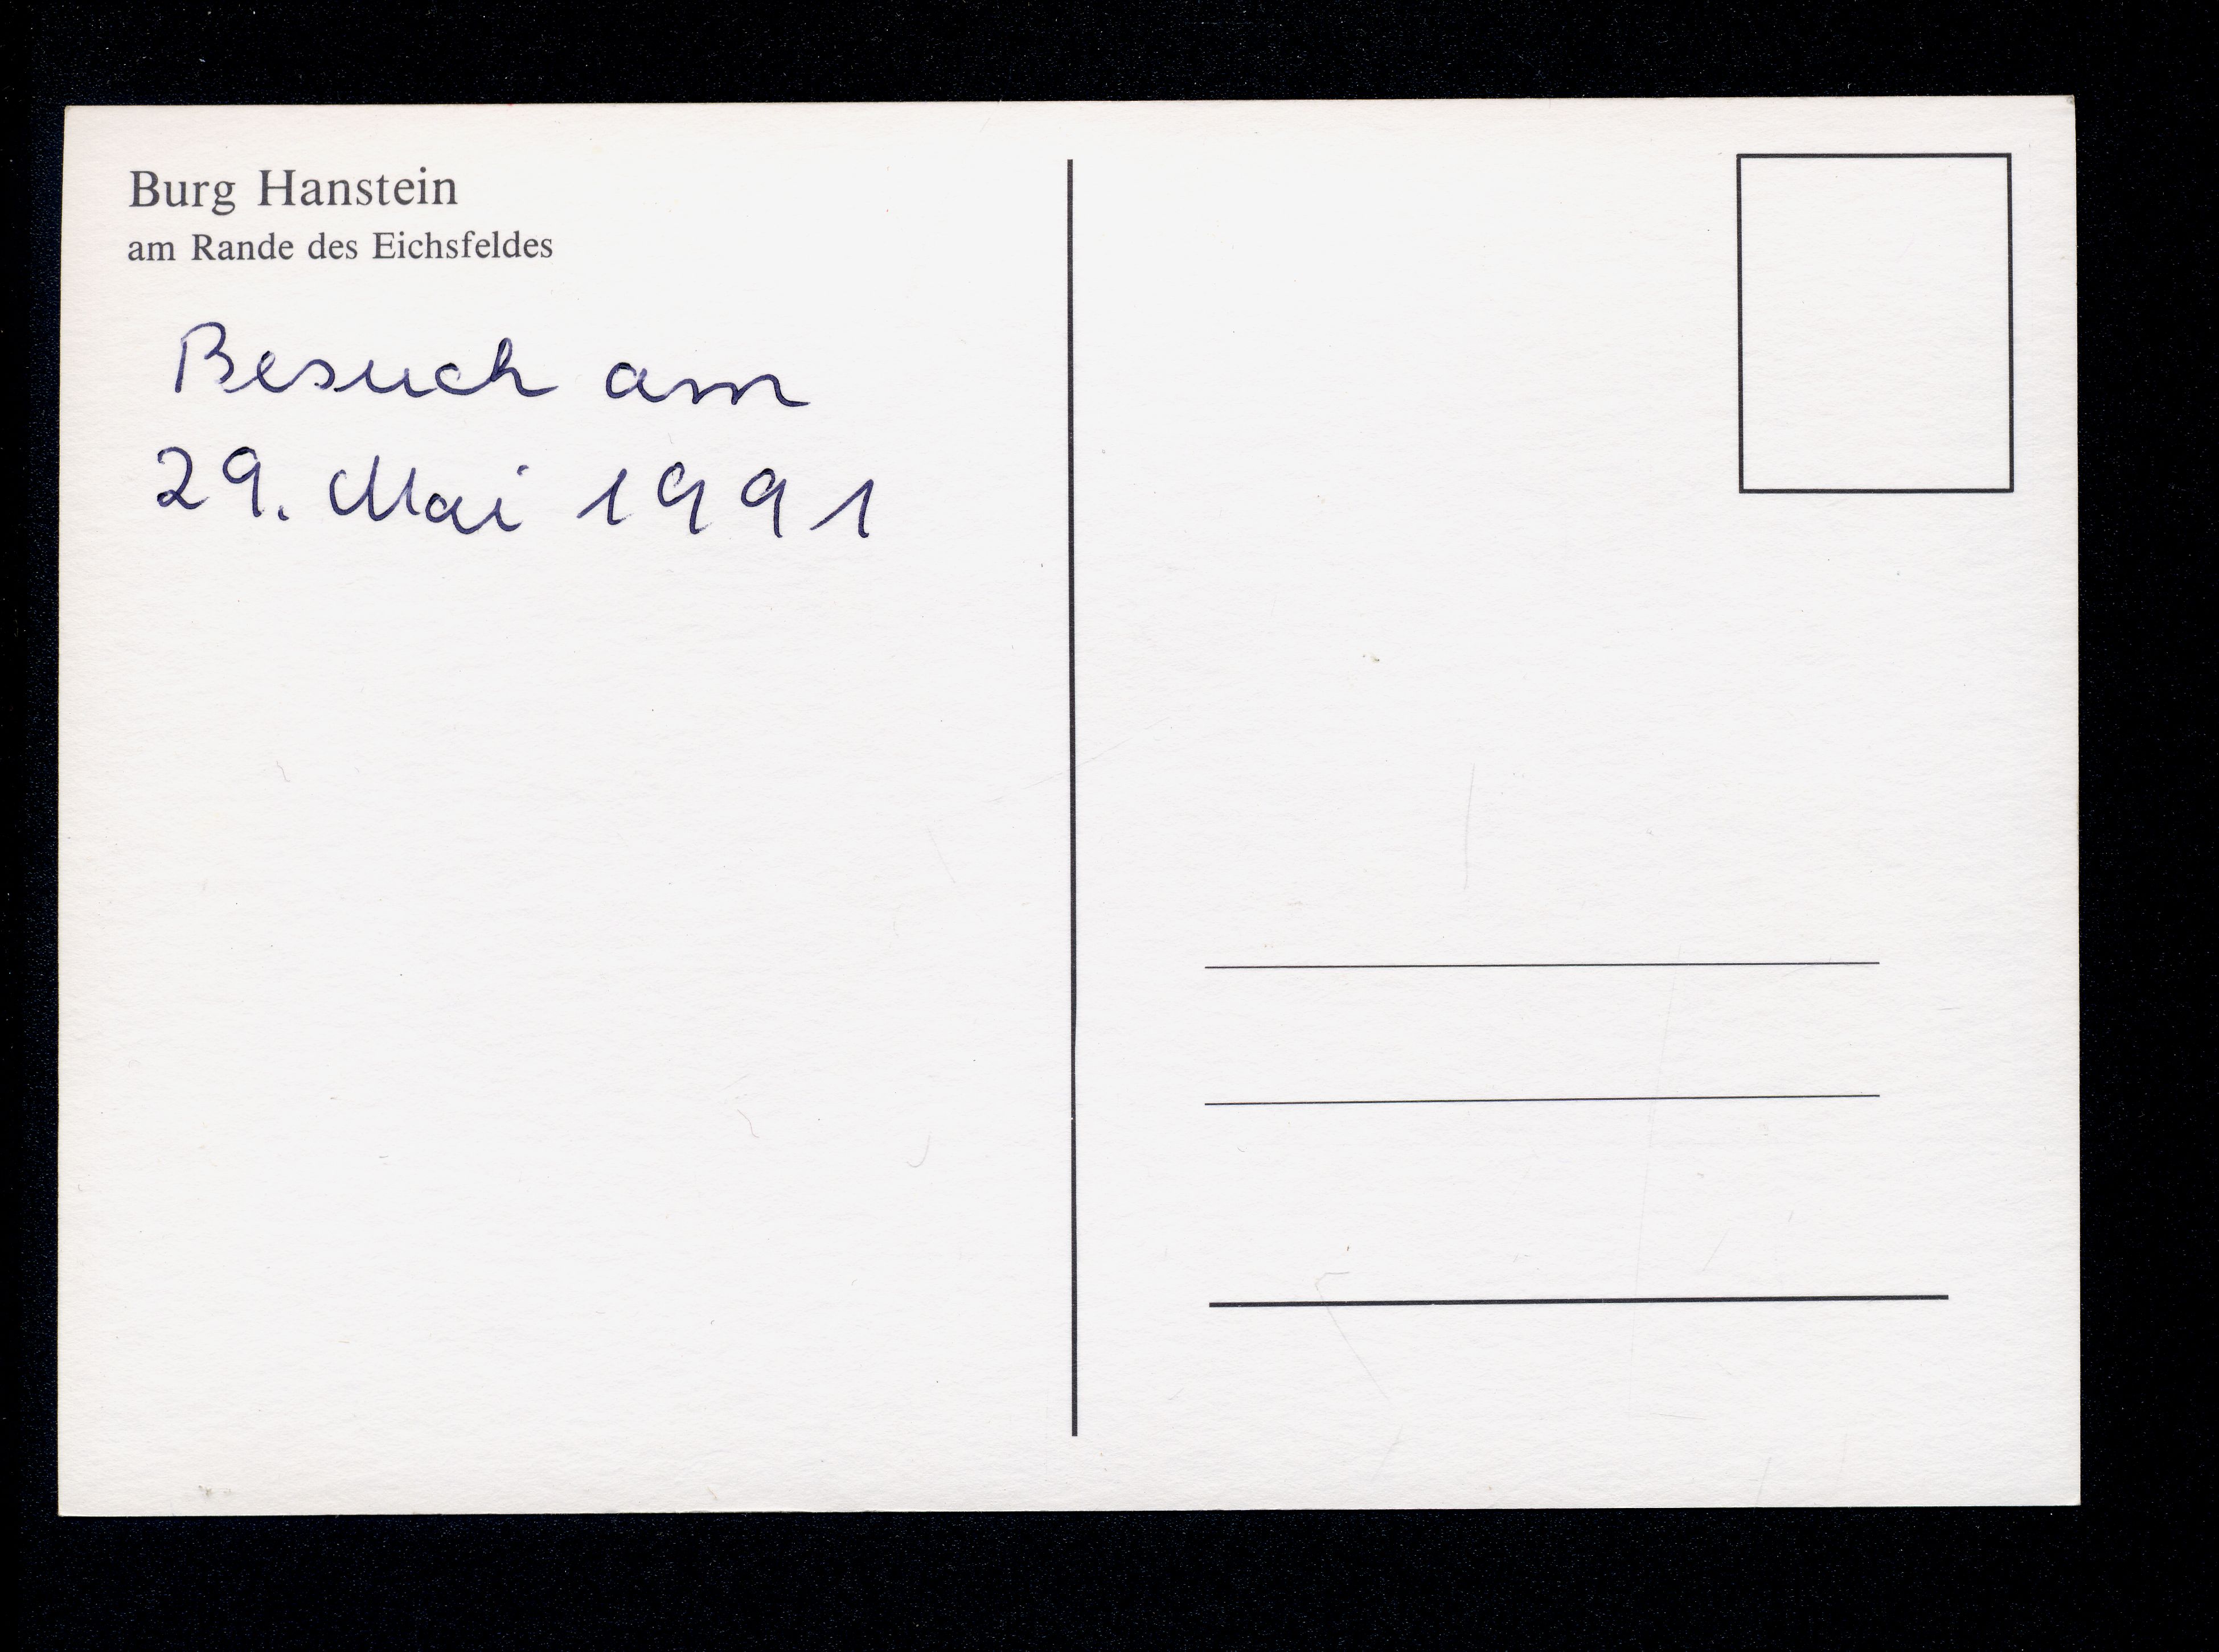 Burg Hanstein
am Rande des Eichsfeldes
Besuch am
29. Mai 1991